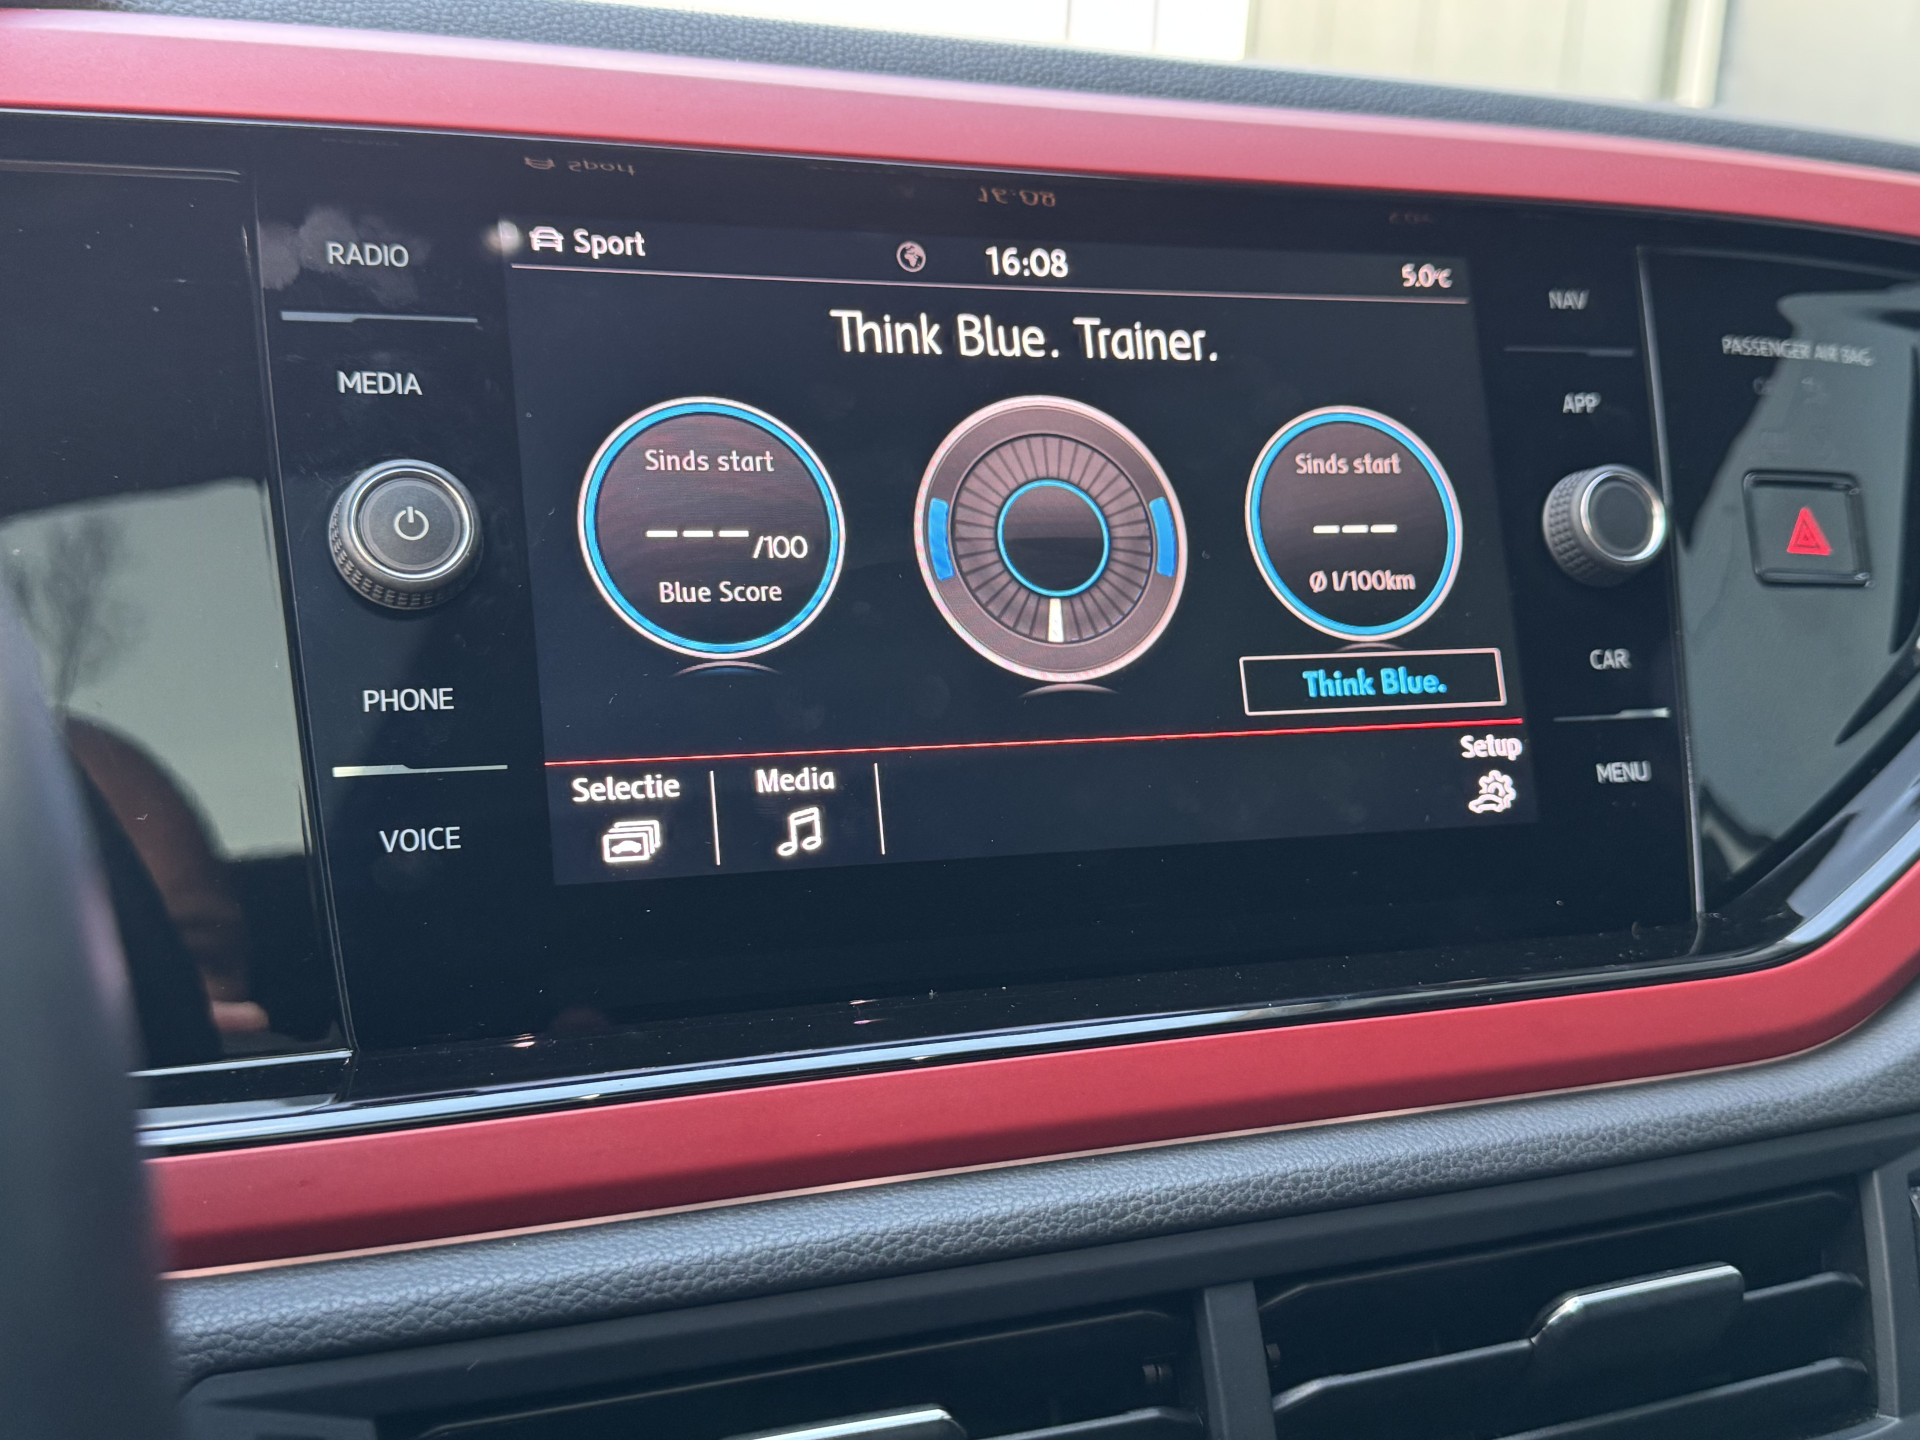 RADIO
MEDIA
PHONE
VOICE
Sport
16:08
5.0°C
Think Blue. Trainer.
Sinds start
---/100
Blue Score
Sinds start
---
Ø l/100km
Think Blue.
Selectie
Media
Setup
NAV
APP
CAR
MENU
PASSENGER AIR BAG